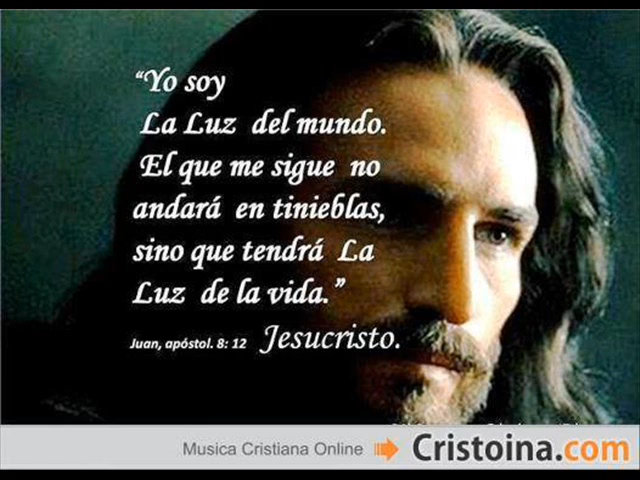 “Yo soy
La Luz del mundo.
El que me sigue no
andará en tinieblas,
sino que tendrá La
Luz de la vida.”
Juan, apóstol. 8: 12 Jesucristo.
Musica Cristiana Online Cristoina.com